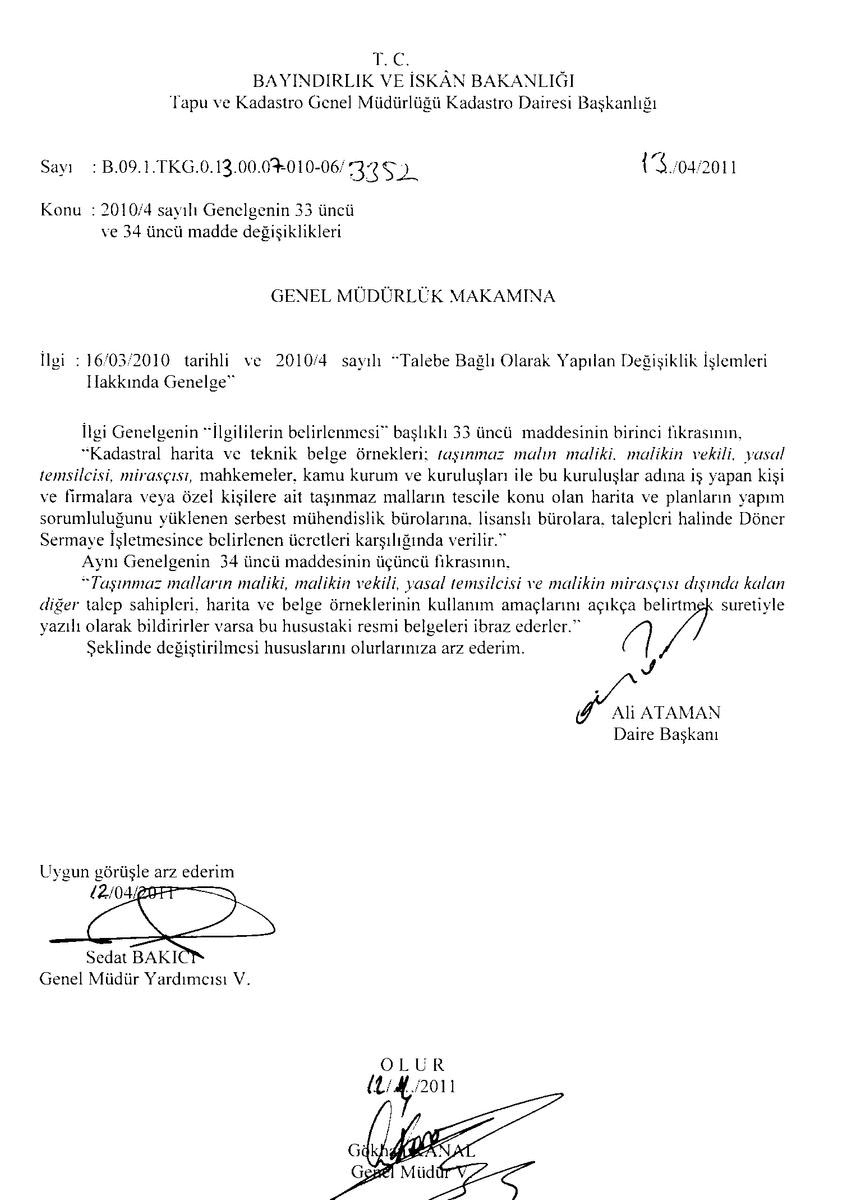 T. C.
BAYINDIRLIK VE İSKÂN BAKANLIĞI
Tapu ve Kadastro Genel Müdürlüğü Kadastro Dairesi Başkanlığı
Sayı : B.09.1.TKG.0.13.00.07-010-06/3352 13./04/2011
Konu : 2010/4 sayılı Genelgenin 33 üncü
ve 34 üncü madde değişiklikleri
GENEL MÜDÜRLÜK MAKAMINA
İlgi : 16/03/2010 tarihli ve 2010/4 sayılı “Talebe Bağlı Olarak Yapılan Değişiklik İşlemleri
Hakkında Genelge”
İlgi Genelgenin “İlgililerin belirlenmesi” başlıklı 33 üncü maddesinin birinci fıkrasının,
“Kadastral harita ve teknik belge örnekleri; taşınmaz malın maliki, malikin vekili, yasal
temsilcisi, mirasçısı, mahkemeler, kamu kurum ve kuruluşları ile bu kuruluşlar adına iş yapan kişi
ve firmalara veya özel kişilere ait taşınmaz malların tescile konu olan harita ve planların yapım
sorumluluğunu yüklenen serbest mühendislik bürolarına, lisanslı bürolara, talepleri halinde Döner
Sermaye İşletmesince belirlenen ücretleri karşılığında verilir.”
Aynı Genelgenin 34 üncü maddesinin üçüncü fıkrasının,
“Taşınmaz malların maliki, malikin vekili, yasal temsilcisi ve malikin mirasçısı dışında kalan
diğer talep sahipleri, harita ve belge örneklerinin kullanım amaçlarını açıkça belirtmek suretiyle
yazılı olarak bildirirler varsa bu husustaki resmi belgeleri ibraz ederler.”
Şeklinde değiştirilmesi hususlarını olurlarınıza arz ederim.
Ali ATAMAN
Daire Başkanı
Uygun görüşle arz ederim
12/04/2011
Sedat BAKICI
Genel Müdür Yardımcısı V.
O L U R
12/4./2011
Gökhan KANAL
Genel Müdür V.